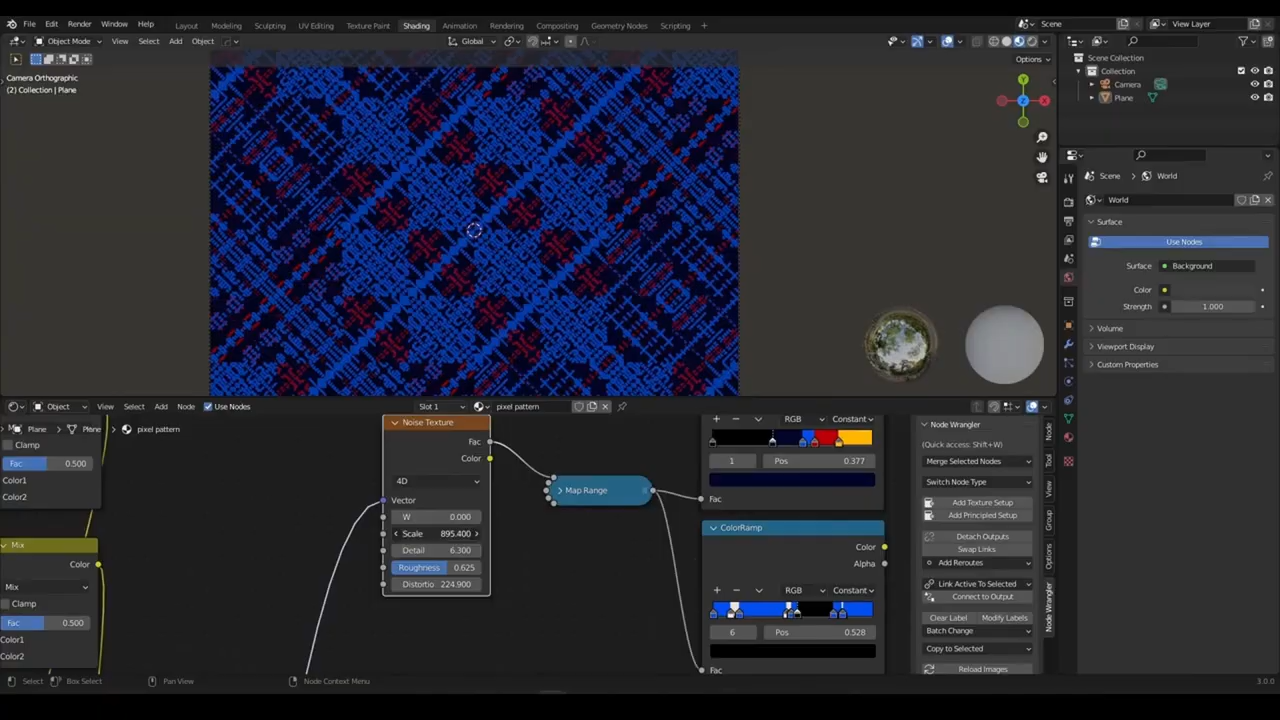 File Edit Render Window Help Layout Modeling Sculpting UV Editing Texture Paint Shading Animation Rendering Compositing Geometry Nodes Scripting + Scene View Layer
Object Mode View Select Add Object Global
Options
Camera Orthographic
(2) Collection | Plane
Y
X
Z
Scene Collection
Collection
Camera
Plane
Scene > World
World
Surface
Use Nodes
Surface Background
Color
Strength 1.000
Volume
Viewport Display
Custom Properties
Object View Select Add Node Use Nodes Slot 1 pixel pattern
Plane > Plane > pixel pattern
Clamp
Fac 0.500
Color1
Color2
Mix
Color
Mix
Clamp
Fac 0.500
Color1
Color2
Noise Texture
Fac
Color
4D
Vector
W 0.000
Scale 895.400
Detail 6.300
Roughness 0.625
Distortio 224.900
Map Range
RGB Constant
1 Pos 0.377
Fac
ColorRamp
Color
Alpha
RGB Constant
6 Pos 0.528
Fac
Node Wrangler
(Quick access: Shift+W)
Merge Selected Nodes
Switch Node Type
Add Texture Setup
Add Principled Setup
Detach Outputs
Swap Links
Add Reroutes
Link Active To Selected
Connect to Output
Clear Label Modify Labels
Batch Change
Copy to Selected
Reload Images
Node
Tool
View
Group
Options
Node Wrangler
Select Box Select Pan View Node Context Menu 3.0.0